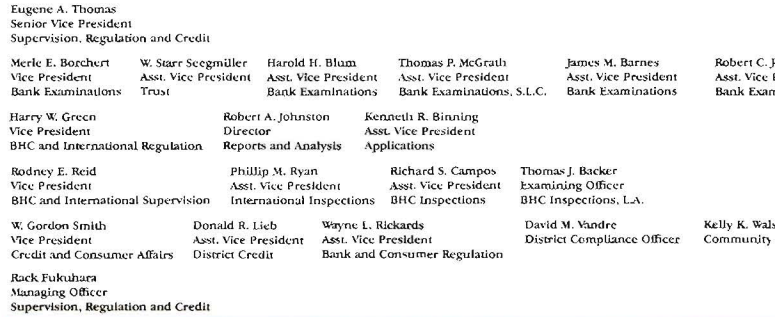 Eugene A. Thomas
Senior Vice President
Supervision, Regulation and Credit
Merle E. Borchert W. Starr Seegmiller Harold H. Blum Thomas P. McGrath James M. Barnes Robert C.
Vice President Asst. Vice President Asst. Vice President Asst. Vice President Asst. Vice President Asst. Vice
Bank Examinations Trust Bank Examinations Bank Examinations, S.L.C. Bank Examinations Bank
Harry W. Green Robert A. Johnston Kenneth R. Binning
Vice President Director Asst. Vice President
BHC and International Regulation Reports and Analysis Applications
Rodney E. Reid Phillip M. Ryan Richard S. Campos Thomas J. Backer
Vice President Asst. Vice President Asst. Vice President Examining Officer
BHC and International Supervision International Inspections BHC Inspections BHC Inspections, L.A.
W. Gordon Smith Donald R. Lieb Wayne L. Rickards David M. Vandre Kelly K.
Vice President Asst. Vice President Asst. Vice President District Compliance Officer Community
Credit and Consumer Affairs District Credit Bank and Consumer Regulation
Rack Fukuhara
Managing Officer
Supervision, Regulation and Credit